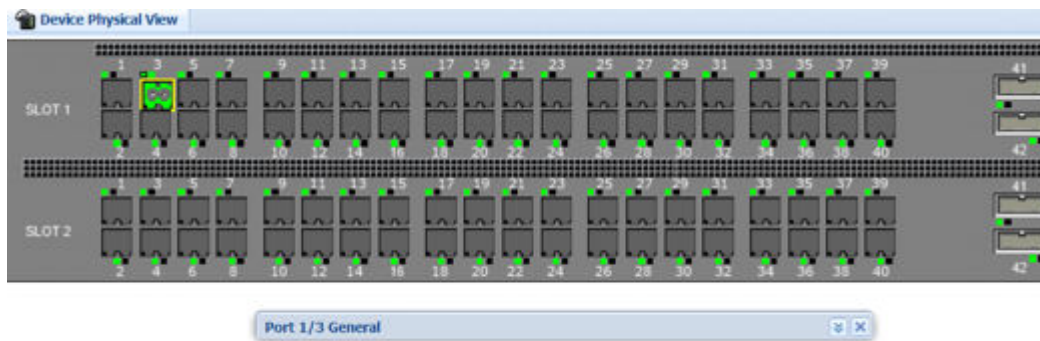 Device Physical View
1 3 5 7 9 11 13 15 17 19 21 23 25 27 29 31 33 35 37 39 41
SLOT 1
2 4 6 8 10 12 14 16 18 20 22 24 26 28 30 32 34 36 38 40 42
1 3 5 7 9 11 13 15 17 19 21 23 25 27 29 31 33 35 37 39 41
SLOT 2
2 4 6 8 10 12 14 16 18 20 22 24 26 28 30 32 34 36 38 40 42
Port 1/3 General